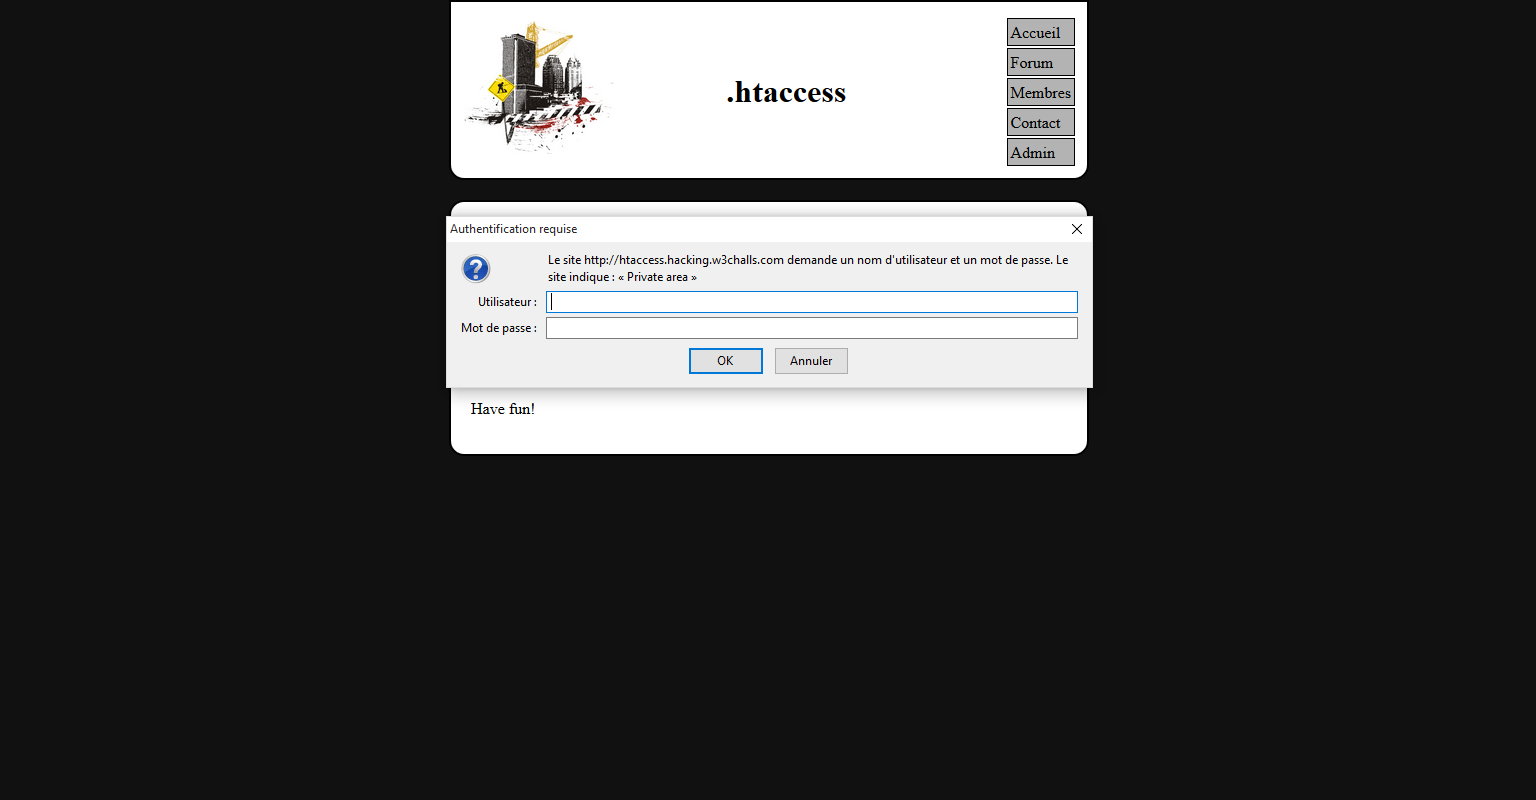 .htaccess
Accueil
Forum
Membres
Contact
Admin
Authentification requise
Le site http://htaccess.hacking.w3challs.com demande un nom d'utilisateur et un mot de passe. Le
site indique : « Private area »
Utilisateur :
Mot de passe :
OK Annuler
Have fun!